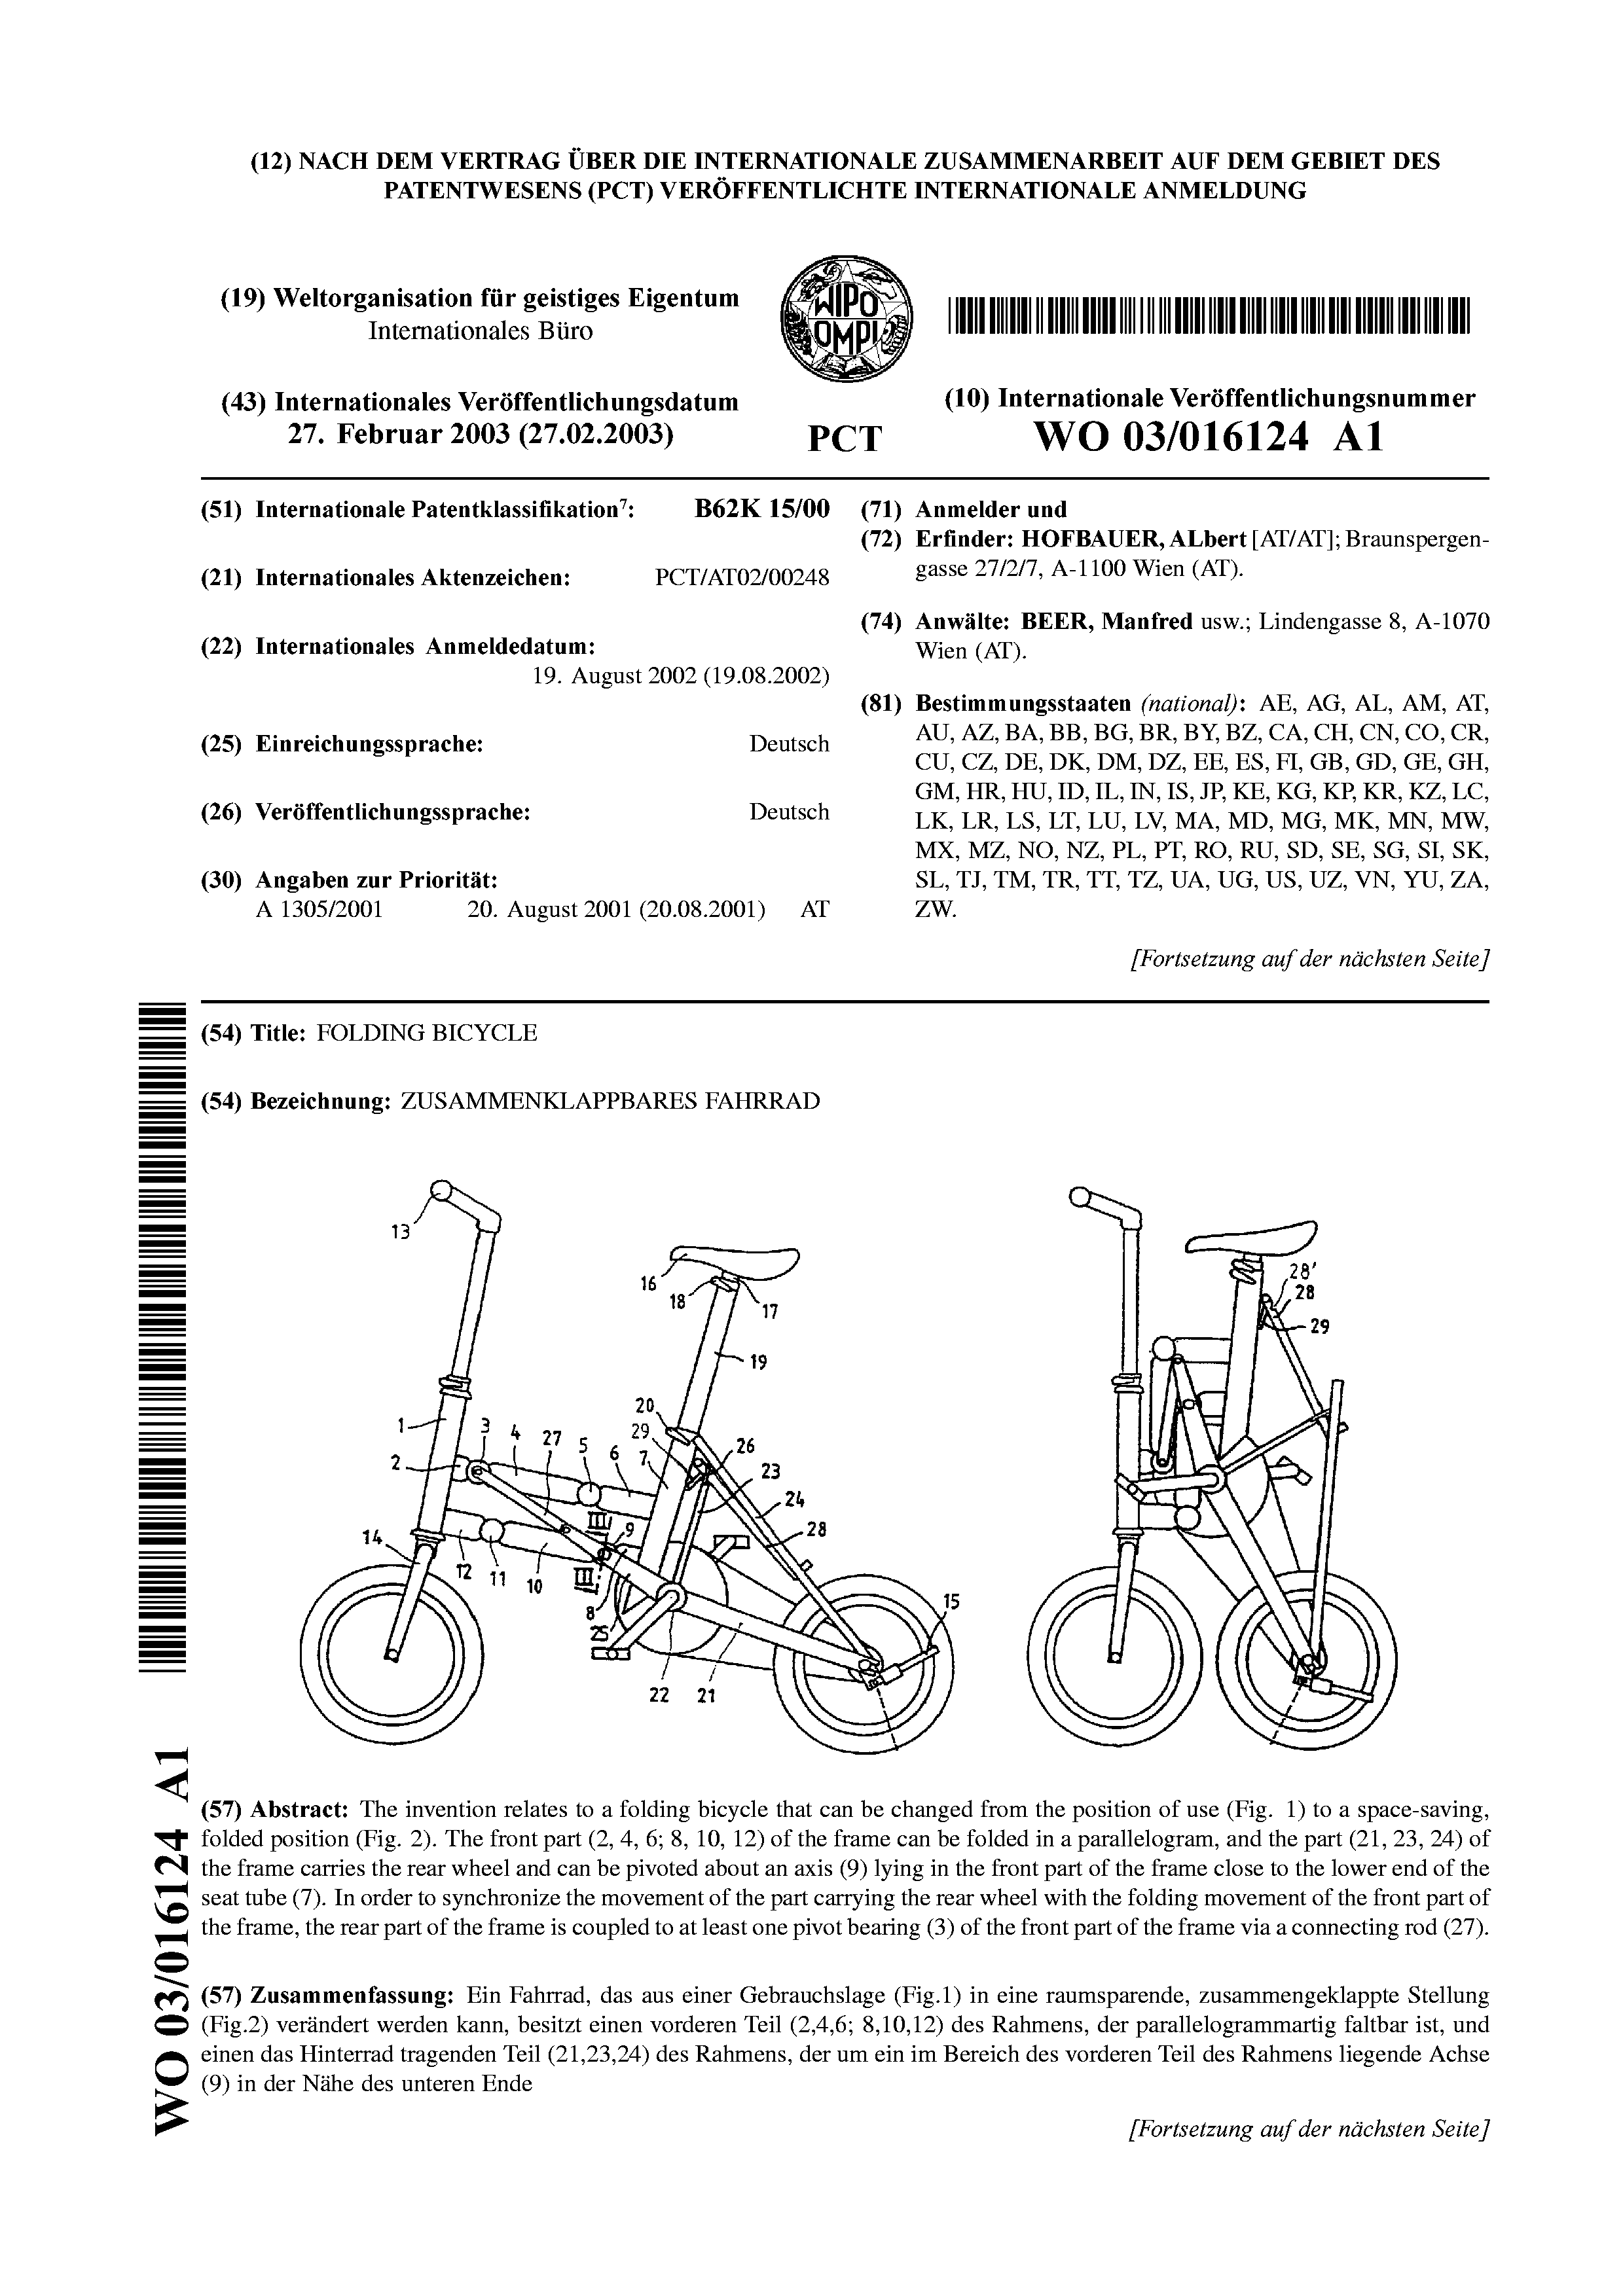 (12) NACH DEM VERTRAG ÜBER DIE INTERNATIONALE ZUSAMMENARBEIT AUF DEM GEBIET DES
PATENTWESENS (PCT) VERÖFFENTLICHTE INTERNATIONALE ANMELDUNG
(19) Weltorganisation für geistiges Eigentum
Internationales Büro
WIPO
OMPI
(43) Internationales Veröffentlichungsdatum
27. Februar 2003 (27.02.2003)
PCT
(10) Internationale Veröffentlichungsnummer
WO 03/016124 A1
(51) Internationale Patentklassifikation7: B62K 15/00
(21) Internationales Aktenzeichen: PCT/AT02/00248
(22) Internationales Anmeldedatum:
19. August 2002 (19.08.2002)
(25) Einreichungssprache: Deutsch
(26) Veröffentlichungssprache: Deutsch
(30) Angaben zur Priorität:
A 1305/2001 20. August 2001 (20.08.2001) AT
(71) Anmelder und
(72) Erfinder: HOFBAUER, ALbert [AT/AT]; Braunspergen-
gasse 27/2/7, A-1100 Wien (AT).
(74) Anwälte: BEER, Manfred usw.; Lindengasse 8, A-1070
Wien (AT).
(81) Bestimmungsstaaten (national): AE, AG, AL, AM, AT,
AU, AZ, BA, BB, BG, BR, BY, BZ, CA, CH, CN, CO, CR,
CU, CZ, DE, DK, DM, DZ, EE, ES, FI, GB, GD, GE, GH,
GM, HR, HU, ID, IL, IN, IS, JP, KE, KG, KP, KR, KZ, LC,
LK, LR, LS, LT, LU, LV, MA, MD, MG, MK, MN, MW,
MX, MZ, NO, NZ, PL, PT, RO, RU, SD, SE, SG, SI, SK,
SL, TJ, TM, TR, TT, TZ, UA, UG, US, UZ, VN, YU, ZA,
ZW.
[Fortsetzung auf der nächsten Seite]
(54) Title: FOLDING BICYCLE
(54) Bezeichnung: ZUSAMMENKLAPPBARES FAHRRAD
13
16
18
17
19
20
29
1
3
4
27
5
6
7
26
2
23
24
III
9
28
14
12
11
10
III
8
25
15
22
21
28'
28
29
(57) Abstract: The invention relates to a folding bicycle that can be changed from the position of use (Fig. 1) to a space-saving,
folded position (Fig. 2). The front part (2, 4, 6; 8, 10, 12) of the frame can be folded in a parallelogram, and the part (21, 23, 24) of
the frame carries the rear wheel and can be pivoted about an axis (9) lying in the front part of the frame close to the lower end of the
seat tube (7). In order to synchronize the movement of the part carrying the rear wheel with the folding movement of the front part of
the frame, the rear part of the frame is coupled to at least one pivot bearing (3) of the front part of the frame via a connecting rod (27).
(57) Zusammenfassung: Ein Fahrrad, das aus einer Gebrauchslage (Fig.1) in eine raumsparende, zusammengeklappte Stellung
(Fig.2) verändert werden kann, besitzt einen vorderen Teil (2,4,6; 8,10,12) des Rahmens, der parallelogrammartig faltbar ist, und
einen das Hinterrad tragenden Teil (21,23,24) des Rahmens, der um ein im Bereich des vorderen Teil des Rahmens liegende Achse
(9) in der Nähe des unteren Ende
[Fortsetzung auf der nächsten Seite]
WO 03/016124 A1